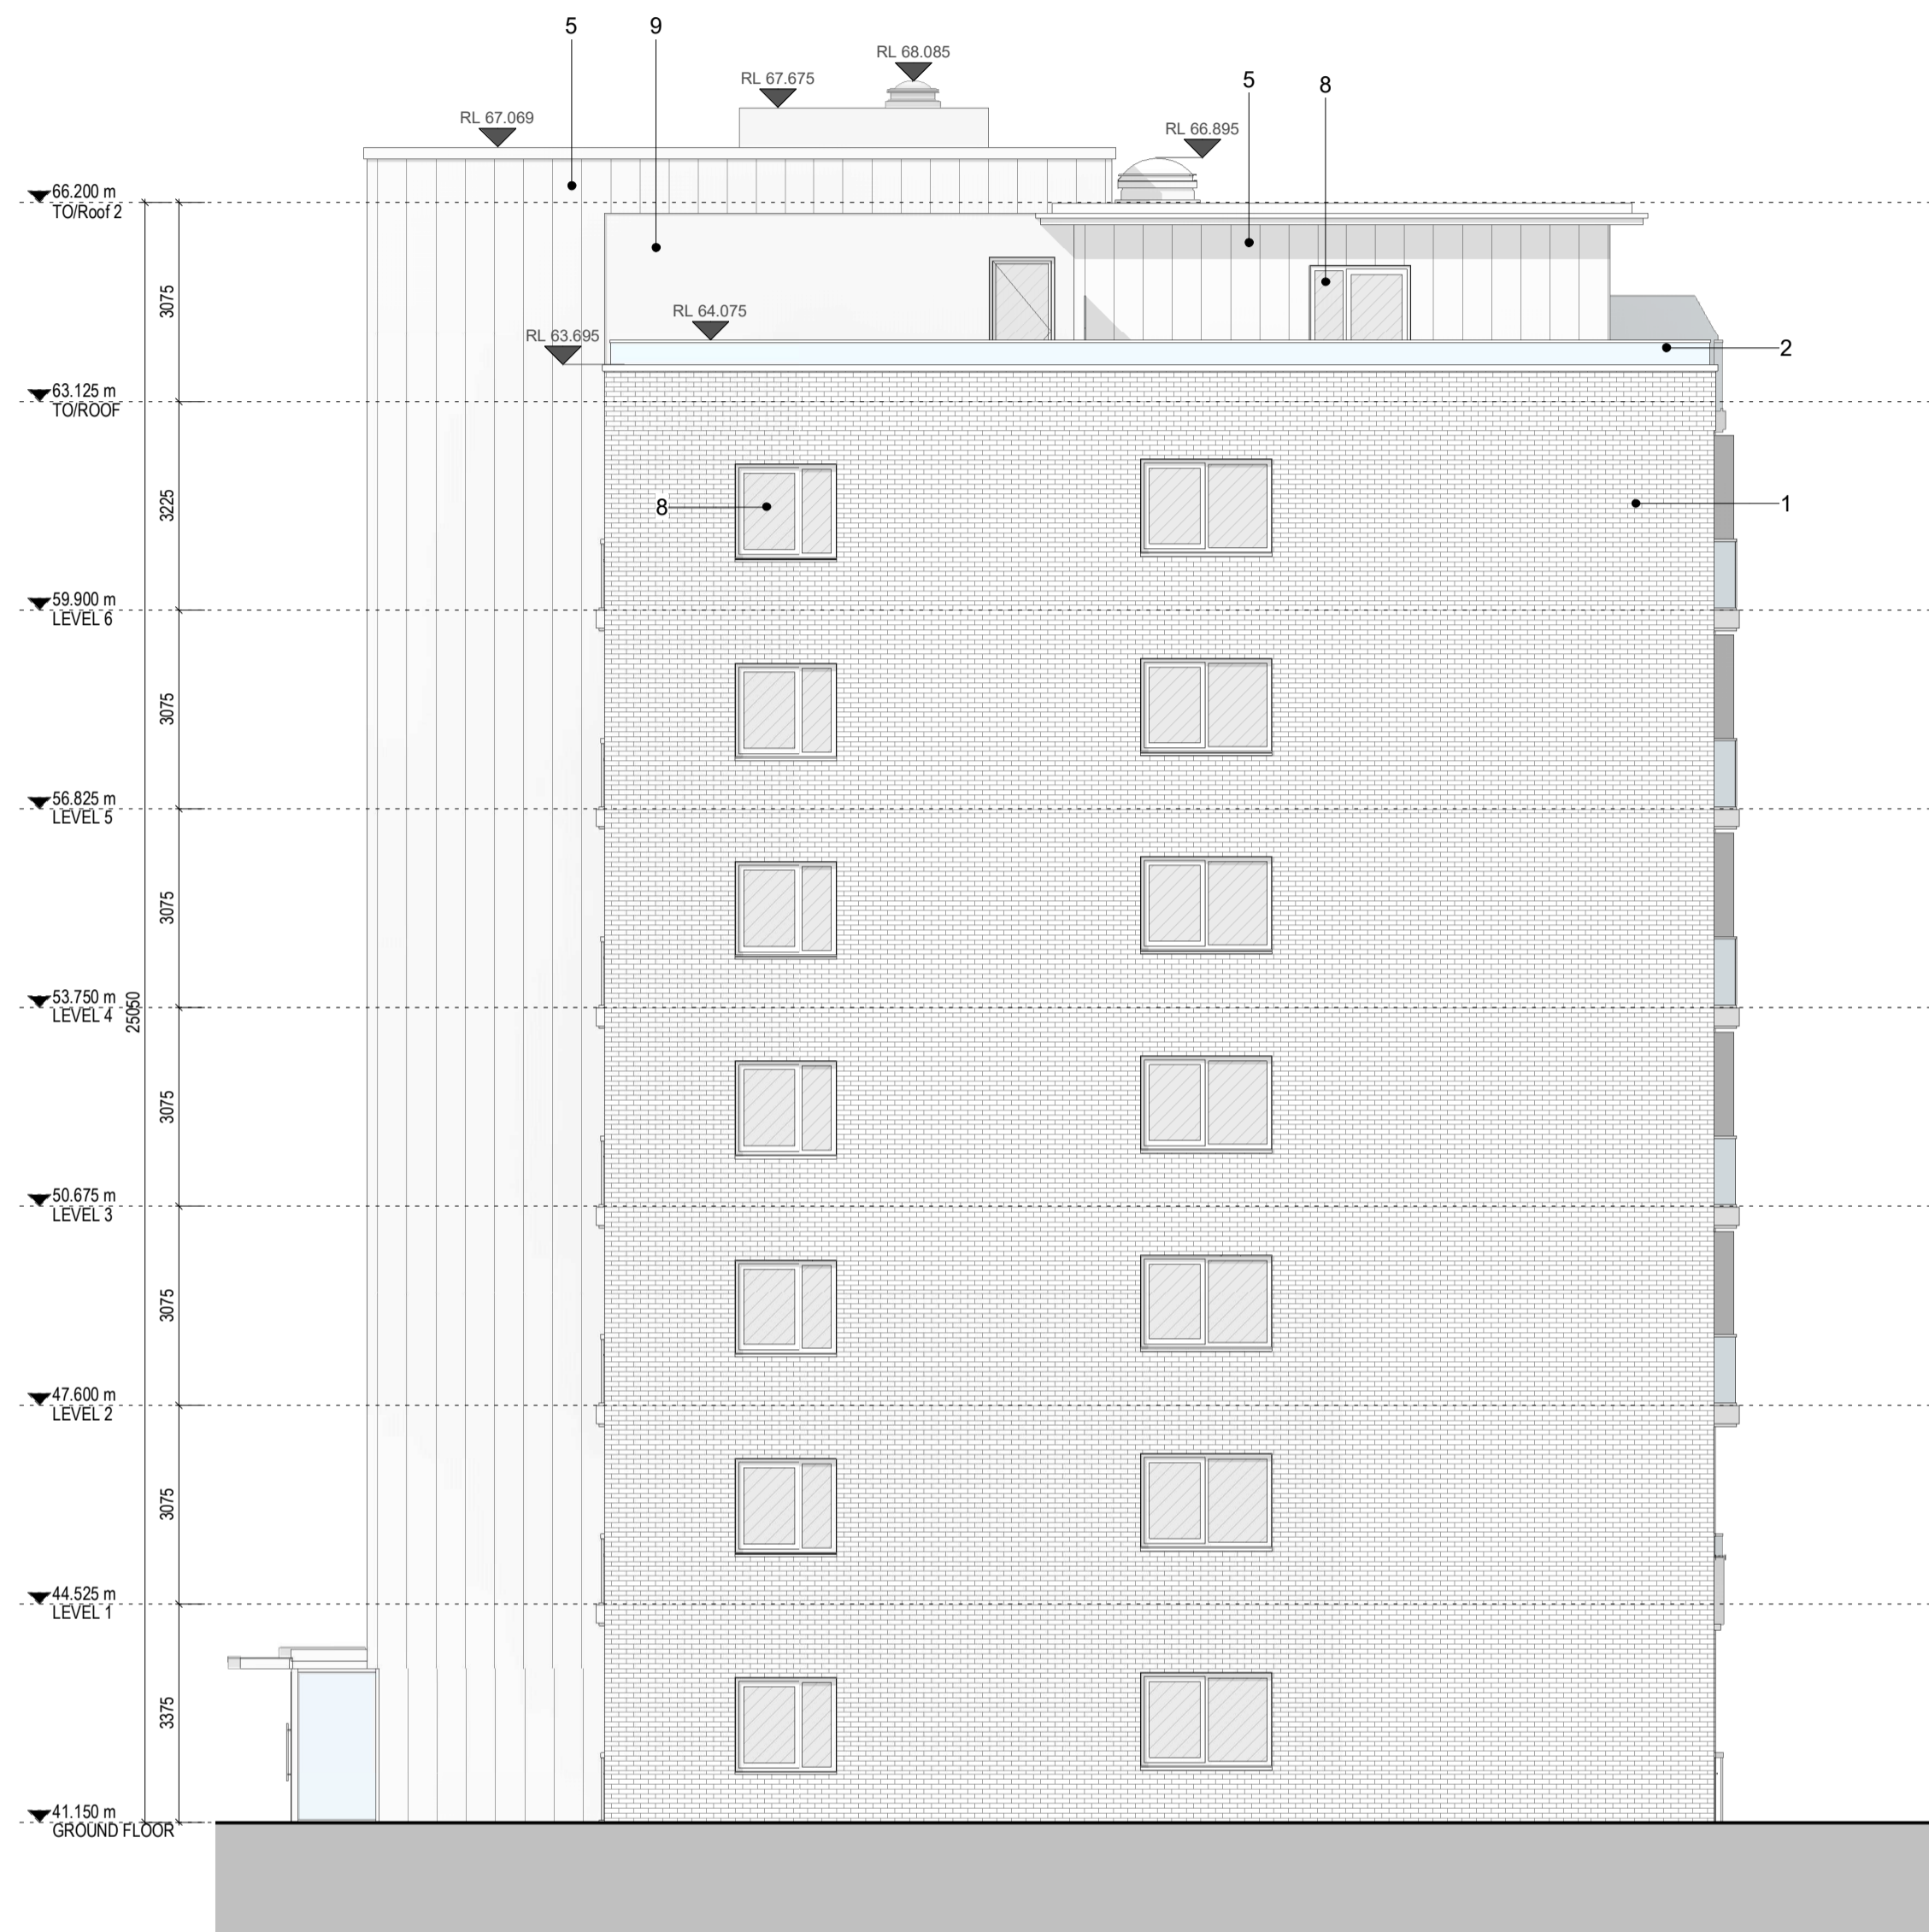 5
9
RL 68.085
RL 67.675
5
8
RL 67.069
RL 66.895
66.200 m
TO/Roof 2
3075
RL 64.075
RL 63.695
2
63.125 m
TO/ROOF
3225
8
1
59.900 m
LEVEL 6
3075
56.825 m
LEVEL 5
3075
53.750 m
LEVEL 4
25050
3075
50.675 m
LEVEL 3
3075
47.600 m
LEVEL 2
3075
44.525 m
LEVEL 1
3375
41.150 m
GROUND FLOOR